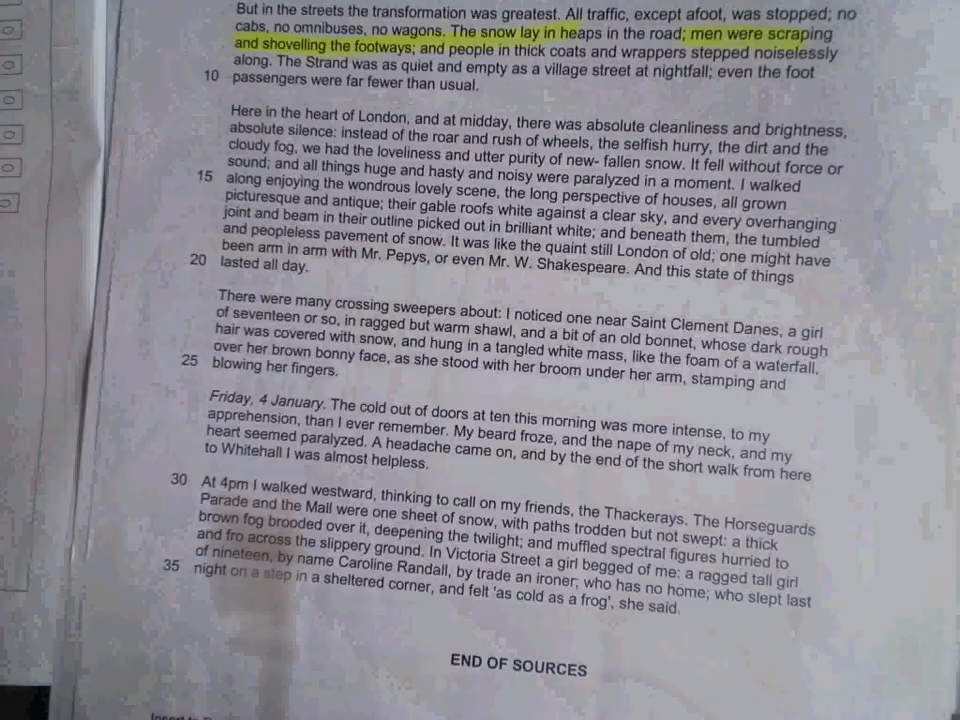 But in the streets the transformation was greatest. All traffic, except afoot, was stopped; no
cabs, no omnibuses, no wagons. The snow lay in heaps in the road; men were scraping
and shovelling the footways; and people in thick coats and wrappers stepped noiselessly
along. The Strand was as quiet and empty as a village street at nightfall; even the foot
10 passengers were far fewer than usual.
Here in the heart of London, and at midday, there was absolute cleanliness and brightness,
absolute silence: instead of the roar and rush of wheels, the selfish hurry, the dirt and the
cloudy fog, we had the loveliness and utter purity of new- fallen snow. It fell without force or
sound; and all things huge and hasty and noisy were paralyzed in a moment. I walked
15 along enjoying the wondrous lovely scene, the long perspective of houses, all grown
picturesque and antique; their gable roofs white against a clear sky, and every overhanging
joint and beam in their outline picked out in brilliant white; and beneath them, the tumbled
and peopleless pavement of snow. It was like the quaint still London of old; one might have
been arm in arm with Mr. Pepys, or even Mr. W. Shakespeare. And this state of things
20 lasted all day.
There were many crossing sweepers about: I noticed one near Saint Clement Danes, a girl
of seventeen or so, in ragged but warm shawl, and a bit of an old bonnet, whose dark rough
hair was covered with snow, and hung in a tangled white mass, like the foam of a waterfall,
over her brown bonny face, as she stood with her broom under her arm, stamping and
25 blowing her fingers.
Friday, 4 January. The cold out of doors at ten this morning was more intense, to my
apprehension, than I ever remember. My beard froze, and the nape of my neck, and my
heart seemed paralyzed. A headache came on, and by the end of the short walk from here
to Whitehall I was almost helpless.
30 At 4pm I walked westward, thinking to call on my friends, the Thackerays. The Horseguards
Parade and the Mall were one sheet of snow, with paths trodden but not swept: a thick
brown fog brooded over it, deepening the twilight; and muffled spectral figures hurried to
and fro across the slippery ground. In Victoria Street a girl begged of me: a ragged tall girl
of nineteen, by name Caroline Randall, by trade an ironer; who has no home; who slept last
35 night on a step in a sheltered corner, and felt 'as cold as a frog', she said.
END OF SOURCES